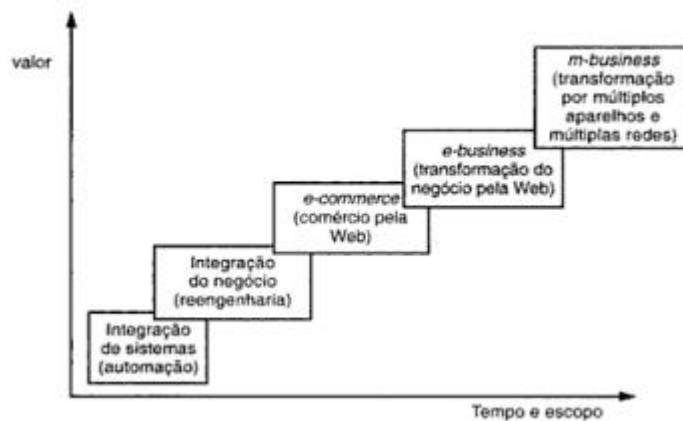 valor
m-business
(transformação
por múltiplos
aparelhos e
múltiplas redes)
e-business
(transformação do
negócio pela Web)
e-commerce
(comércio pela
Web)
Integração
do negócio
(reengenharia)
Integração
de sistemas
(automação)
Tempo e escopo